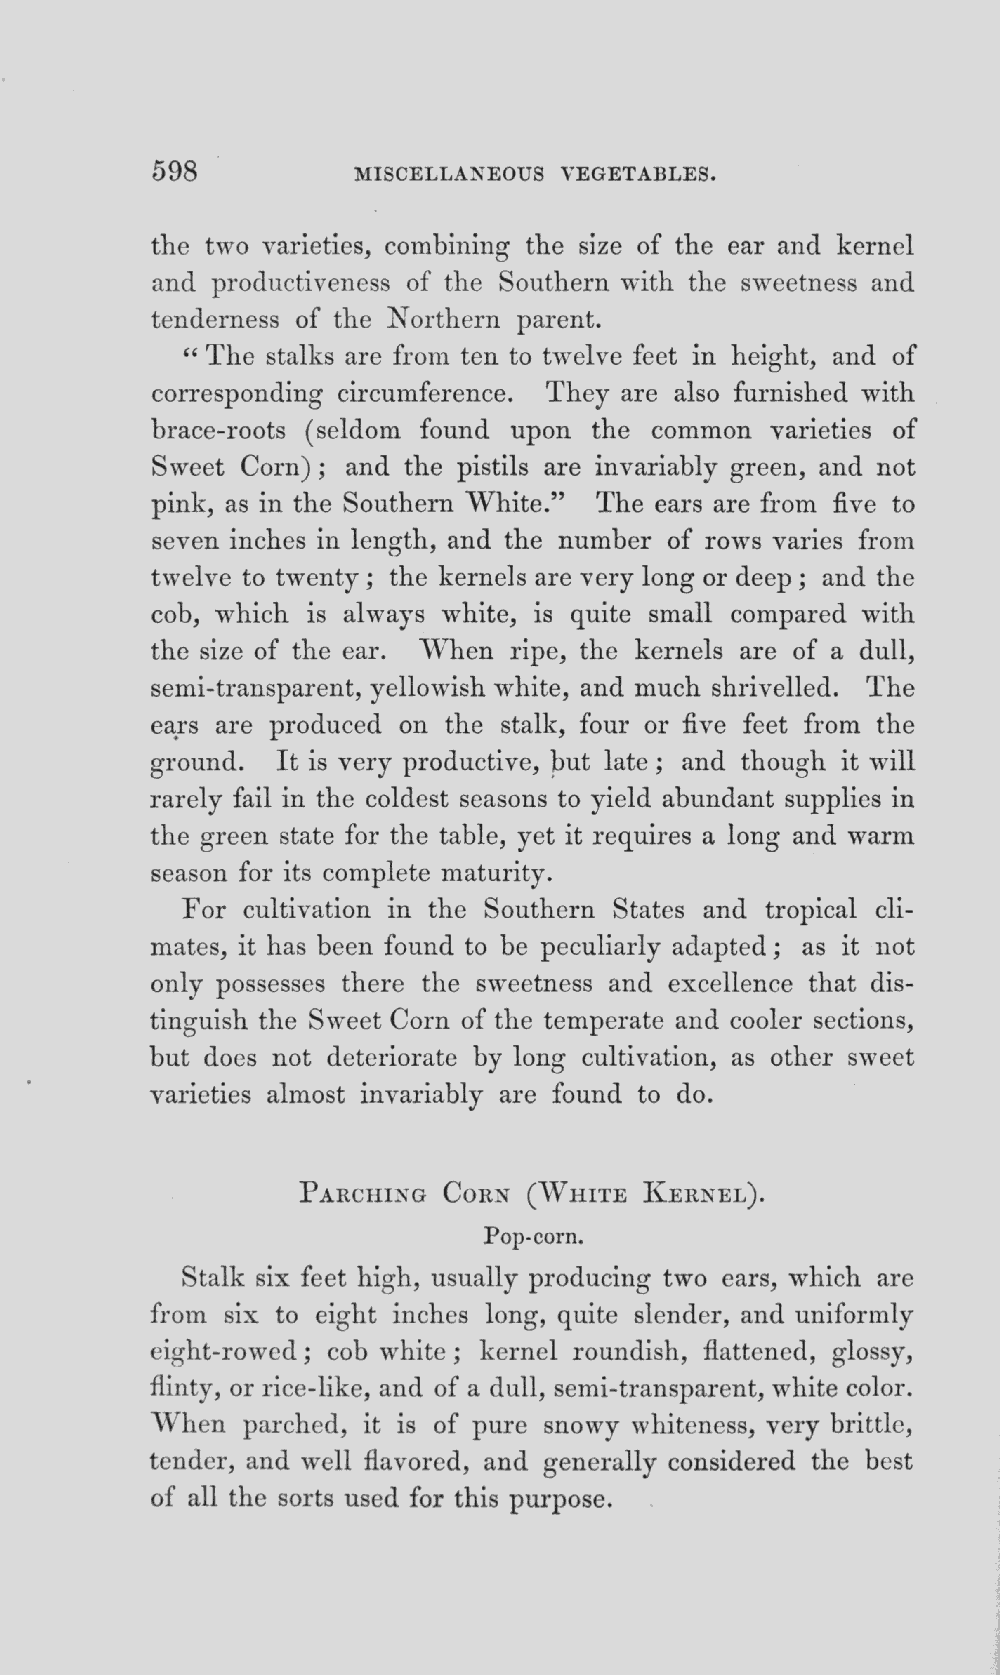 598 MISCELLANEOUS VEGETABLES.
the two varieties, combining the size of the ear and kernel
and productiveness of the Southern with the sweetness and
tenderness of the Northern parent.
“ The stalks are from ten to twelve feet in height, and of
corresponding circumference. They are also furnished with
brace-roots (seldom found upon the common varieties of
Sweet Corn) ; and the pistils are invariably green, and not
pink, as in the Southern White.” The ears are from five to
seven inches in length, and the number of rows varies from
twelve to twenty ; the kernels are very long or deep ; and the
cob, which is always white, is quite small compared with
the size of the ear. When ripe, the kernels are of a dull,
semi-transparent, yellowish white, and much shrivelled. The
ears are produced on the stalk, four or five feet from the
ground. It is very productive, but late ; and though it will
rarely fail in the coldest seasons to yield abundant supplies in
the green state for the table, yet it requires a long and warm
season for its complete maturity.
For cultivation in the Southern States and tropical cli-
mates, it has been found to be peculiarly adapted ; as it not
only possesses there the sweetness and excellence that dis-
tinguish the Sweet Corn of the temperate and cooler sections,
but does not deteriorate by long cultivation, as other sweet
varieties almost invariably are found to do.
PARCHING CORN (WHITE KERNEL).
Pop-corn.
Stalk six feet high, usually producing two ears, which are
from six to eight inches long, quite slender, and uniformly
eight-rowed ; cob white ; kernel roundish, flattened, glossy,
flinty, or rice-like, and of a dull, semi-transparent, white color.
When parched, it is of pure snowy whiteness, very brittle,
tender, and well flavored, and generally considered the best
of all the sorts used for this purpose.